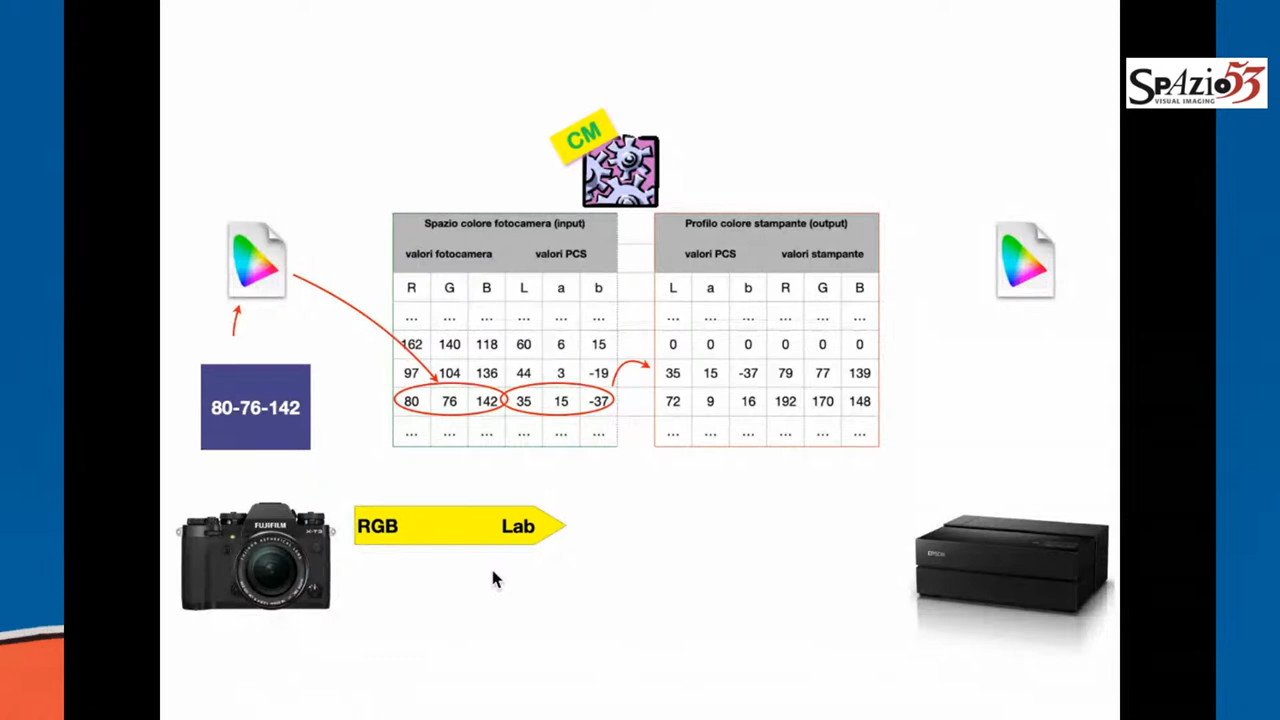 SPAzio53
VISUAL IMAGING
CM
Spazio colore fotocamera (input)
valori fotocamera valori PCS
R G B L a b
... ... ... ... ... ...
162 140 118 60 6 15
97 104 136 44 3 -19
80 76 142 35 15 -37
... ... ... ... ... ...
Profilo colore stampante (output)
valori PCS valori stampante
L a b R G B
... ... ... ... ... ...
0 0 0 0 0 0
35 15 -37 79 77 139
72 9 16 192 170 148
... ... ... ... ... ...
80-76-142
FUJIFILM
X-T3
RGB Lab
EPSON